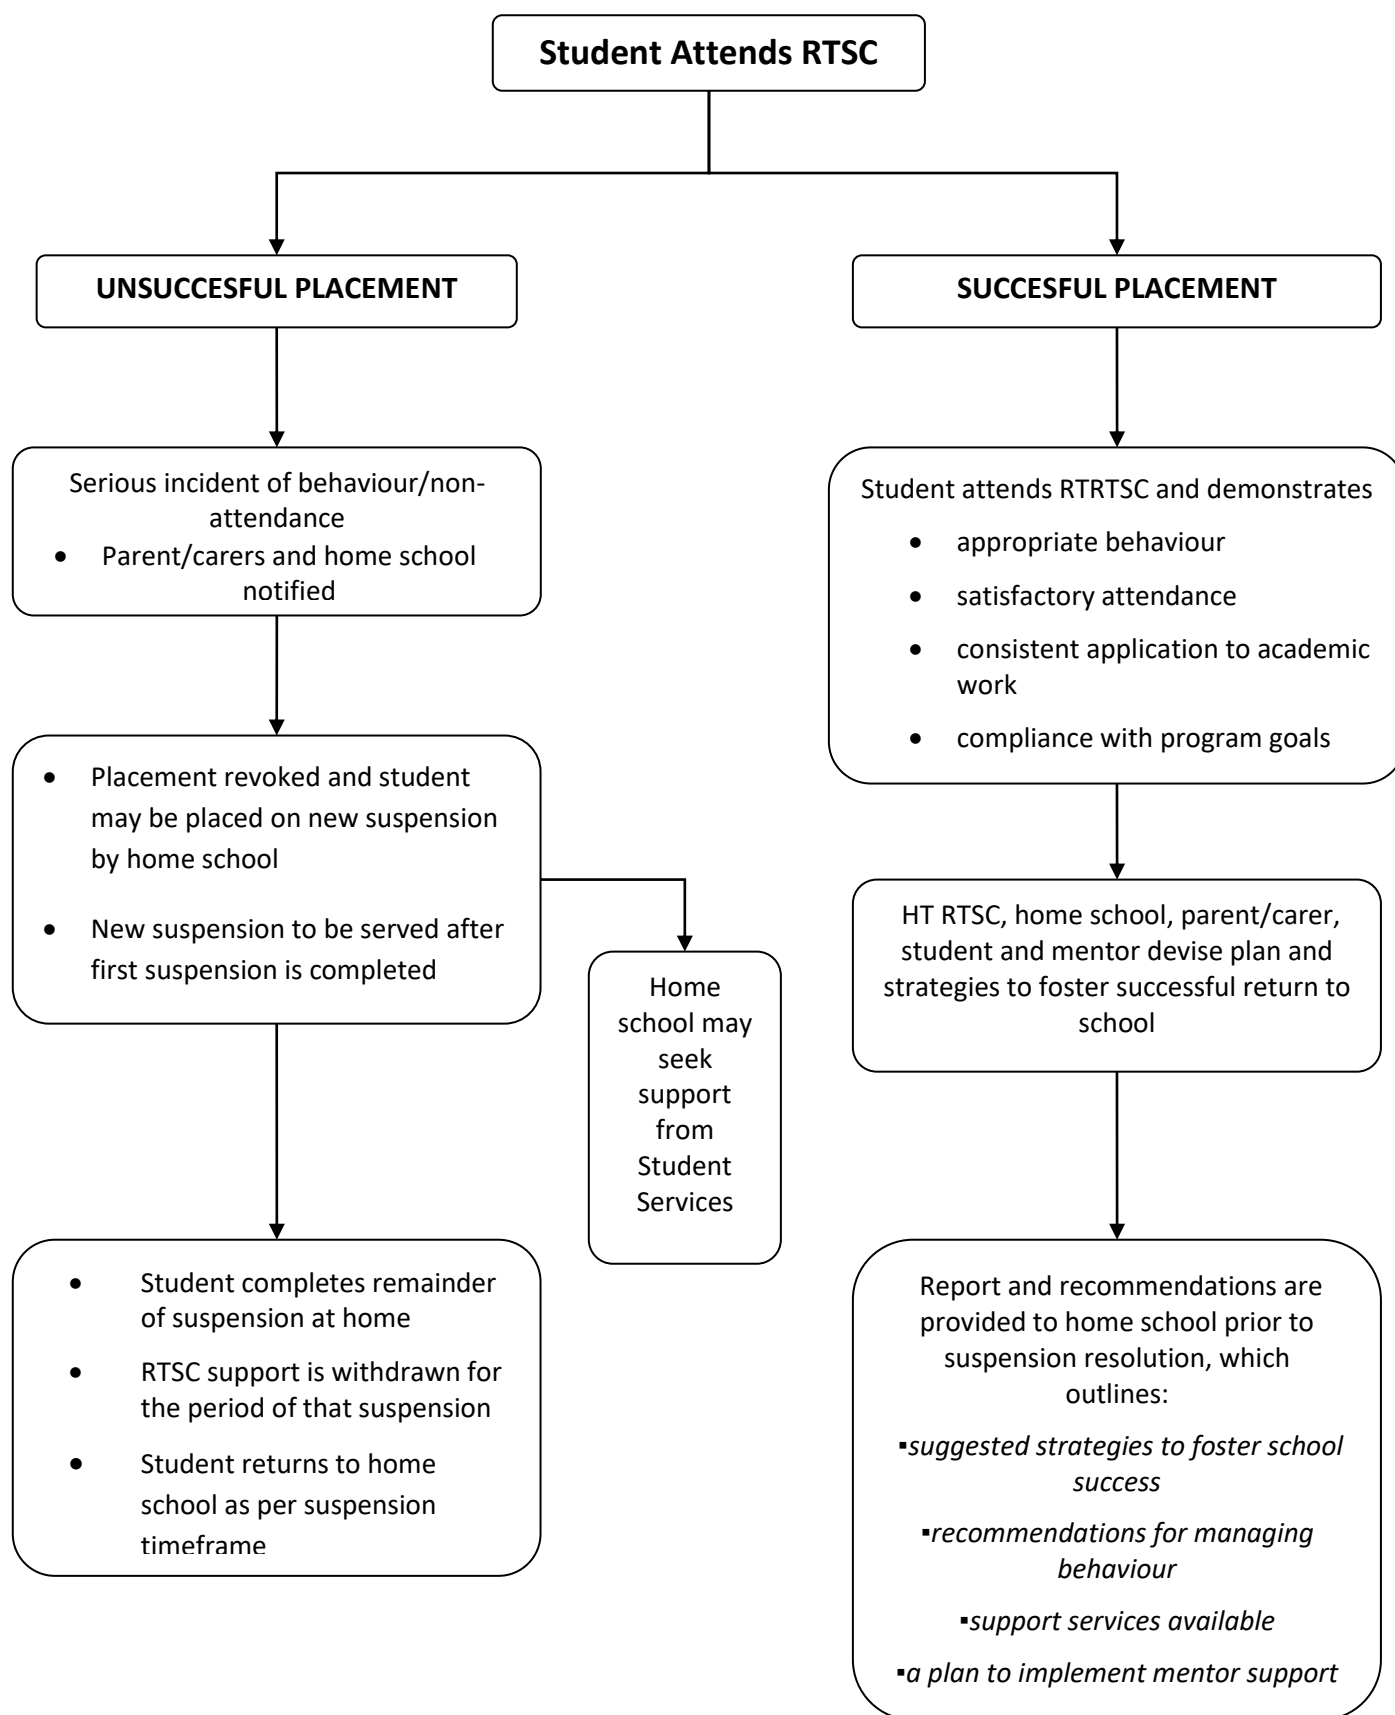 Student Attends RTSC
UNSUCCESFUL PLACEMENT
Serious incident of behaviour/non-
attendance
• Parent/carers and home school
notified
• Placement revoked and student
may be placed on new suspension
by home school
• New suspension to be served after
first suspension is completed
Home
school may
seek
support
from
Student
Services
• Student completes remainder
of suspension at home
• RTSC support is withdrawn for
the period of that suspension
• Student returns to home
school as per suspension
timeframe
SUCCESFUL PLACEMENT
Student attends RTRTSC and demonstrates
• appropriate behaviour
• satisfactory attendance
• consistent application to academic
work
• compliance with program goals
HT RTSC, home school, parent/carer,
student and mentor devise plan and
strategies to foster successful return to
school
Report and recommendations are
provided to home school prior to
suspension resolution, which
outlines:
▪suggested strategies to foster school
success
▪recommendations for managing
behaviour
▪support services available
▪a plan to implement mentor support